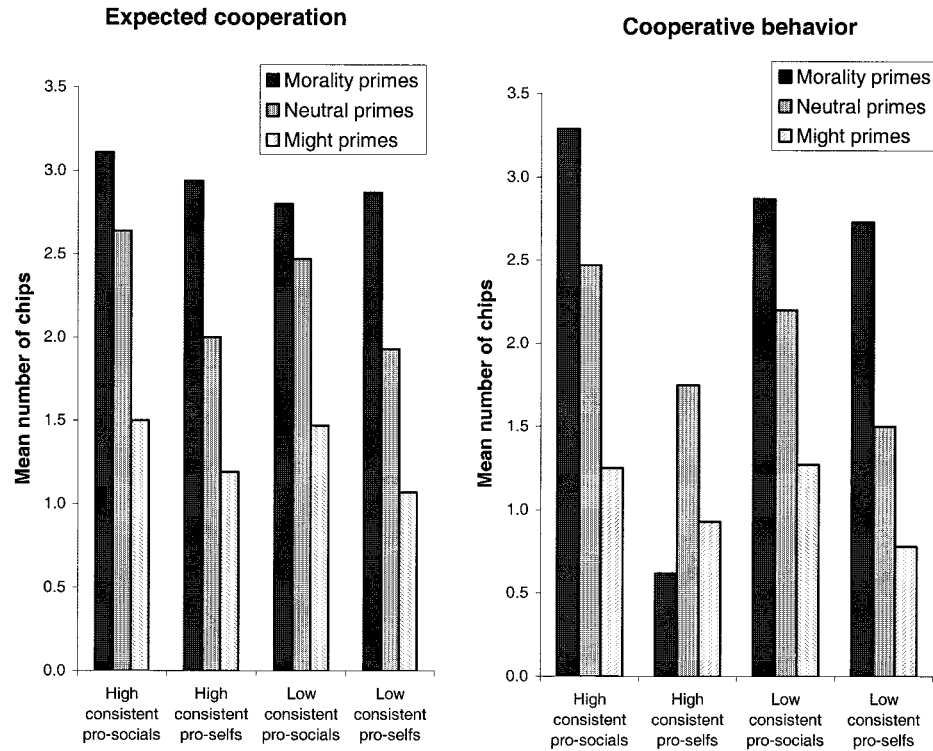 Expected cooperation
Mean number of chips
3.5
3.0
2.5
2.0
1.5
1.0
0.5
0.0
Morality primes
Neutral primes
Might primes
High consistent pro-socials
High consistent pro-selfs
Low consistent pro-socials
Low consistent pro-selfs
Cooperative behavior
Mean number of chips
3.5
3.0
2.5
2.0
1.5
1.0
0.5
0.0
Morality primes
Neutral primes
Might primes
High consistent pro-socials
High consistent pro-selfs
Low consistent pro-socials
Low consistent pro-selfs